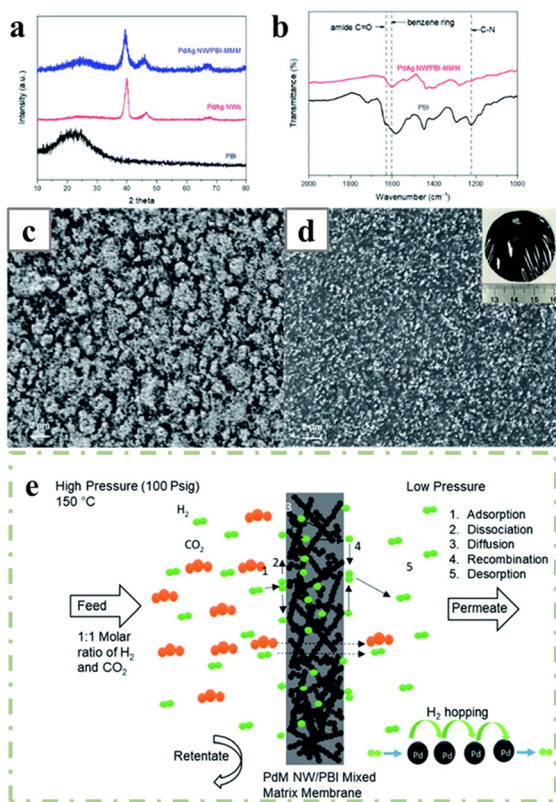 a
PdAg NW/PBI-MMM
PdAg NWs
PBI
Intensity (a.u.)
10 20 30 40 50 60 70 80
2 theta
b
amide C=O
benzene ring
C-N
PdAg NW/PBI-MMM
PBI
Transmittance (%)
2000 1800 1600 1400 1200 1000
Wavenumber (cm⁻¹)
c
d
13 14 15 16
e
High Pressure (100 Psig)
150 °C
H₂
CO₂
Feed
1:1 Molar
ratio of H₂
and CO₂
Retentate
1
2
3
4
5
PdM NW/PBI Mixed
Matrix Membrane
Low Pressure
1. Adsorption
2. Dissociation
3. Diffusion
4. Recombination
5. Desorption
Permeate
H₂ hopping
Pd Pd Pd Pd